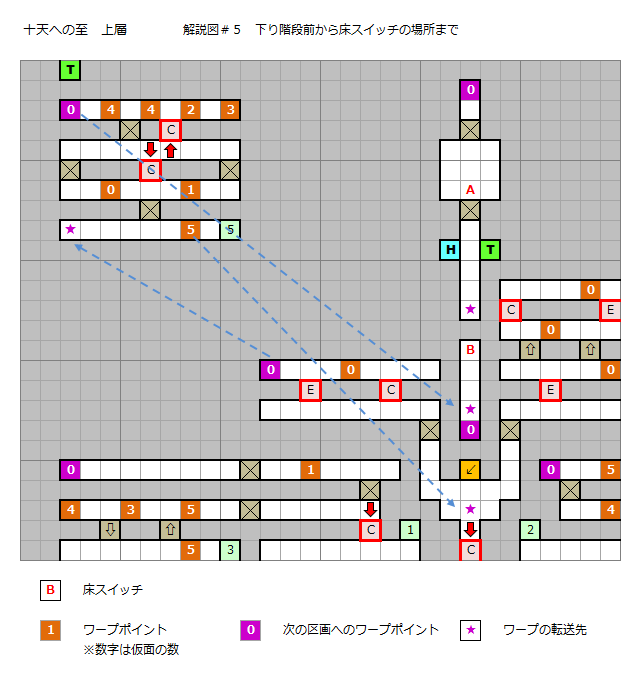 十天への至　上層　　　解説図＃５　下り階段前から床スイッチの場所まで
T
0
0 4 4 2 3
C
C
0 1
A
★ 5 5
H T
0
★ C E
0
B
0 0 0
E C E
★
0
0 1 ↙ 0 5
4 3 5 ★ 4
C 1 2
5 3 C
B 床スイッチ
1 ワープポイント 0 次の区画へのワープポイント ★ ワープの転送先
※数字は仮面の数